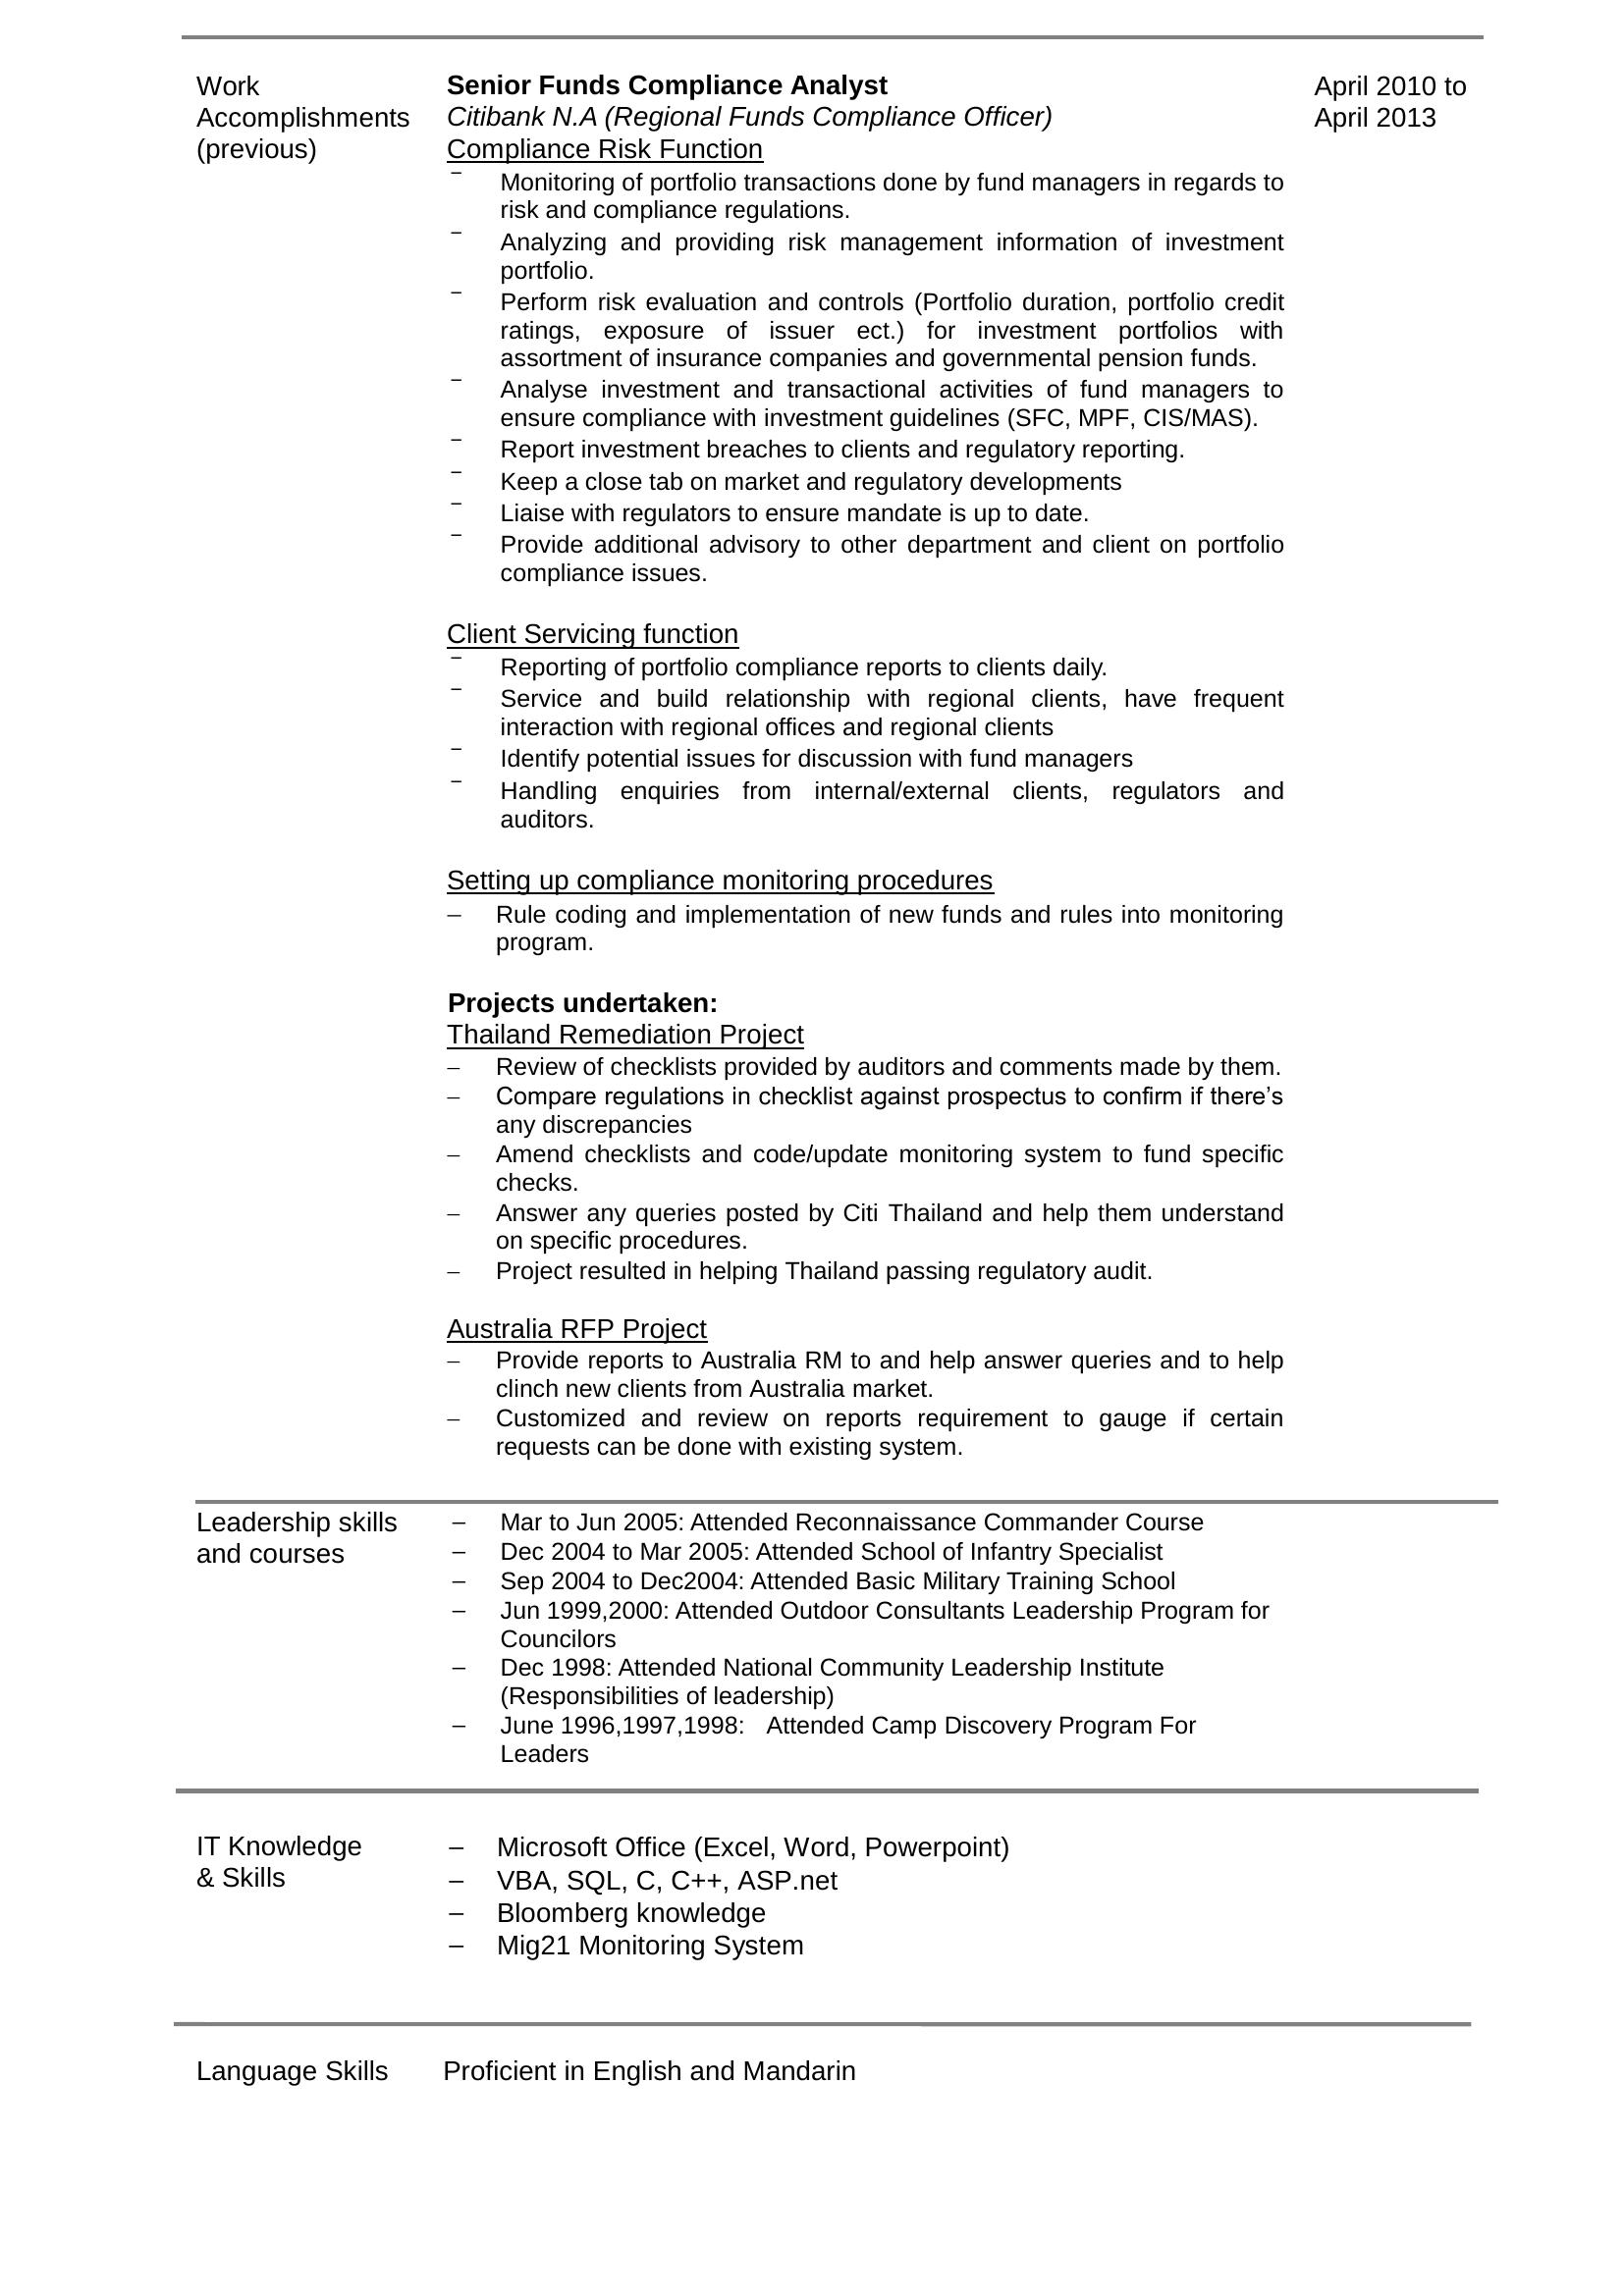 Work
Accomplishments
(previous)
Senior Funds Compliance Analyst
Citibank N.A (Regional Funds Compliance Officer)
April 2010 to
April 2013
Compliance Risk Function
– Monitoring of portfolio transactions done by fund managers in regards to
risk and compliance regulations.
– Analyzing and providing risk management information of investment
portfolio.
– Perform risk evaluation and controls (Portfolio duration, portfolio credit
ratings, exposure of issuer ect.) for investment portfolios with
assortment of insurance companies and governmental pension funds.
– Analyse investment and transactional activities of fund managers to
ensure compliance with investment guidelines (SFC, MPF, CIS/MAS).
– Report investment breaches to clients and regulatory reporting.
– Keep a close tab on market and regulatory developments
– Liaise with regulators to ensure mandate is up to date.
– Provide additional advisory to other department and client on portfolio
compliance issues.
Client Servicing function
– Reporting of portfolio compliance reports to clients daily.
– Service and build relationship with regional clients, have frequent
interaction with regional offices and regional clients
– Identify potential issues for discussion with fund managers
– Handling enquiries from internal/external clients, regulators and
auditors.
Setting up compliance monitoring procedures
– Rule coding and implementation of new funds and rules into monitoring
program.
Projects undertaken:
Thailand Remediation Project
– Review of checklists provided by auditors and comments made by them.
– Compare regulations in checklist against prospectus to confirm if there’s
any discrepancies
– Amend checklists and code/update monitoring system to fund specific
checks.
– Answer any queries posted by Citi Thailand and help them understand
on specific procedures.
– Project resulted in helping Thailand passing regulatory audit.
Australia RFP Project
– Provide reports to Australia RM to and help answer queries and to help
clinch new clients from Australia market.
– Customized and review on reports requirement to gauge if certain
requests can be done with existing system.
Leadership skills
and courses
– Mar to Jun 2005: Attended Reconnaissance Commander Course
– Dec 2004 to Mar 2005: Attended School of Infantry Specialist
– Sep 2004 to Dec2004: Attended Basic Military Training School
– Jun 1999,2000: Attended Outdoor Consultants Leadership Program for
Councilors
– Dec 1998: Attended National Community Leadership Institute
(Responsibilities of leadership)
– June 1996,1997,1998: Attended Camp Discovery Program For
Leaders
IT Knowledge
& Skills
– Microsoft Office (Excel, Word, Powerpoint)
– VBA, SQL, C, C++, ASP.net
– Bloomberg knowledge
– Mig21 Monitoring System
Language Skills
Proficient in English and Mandarin